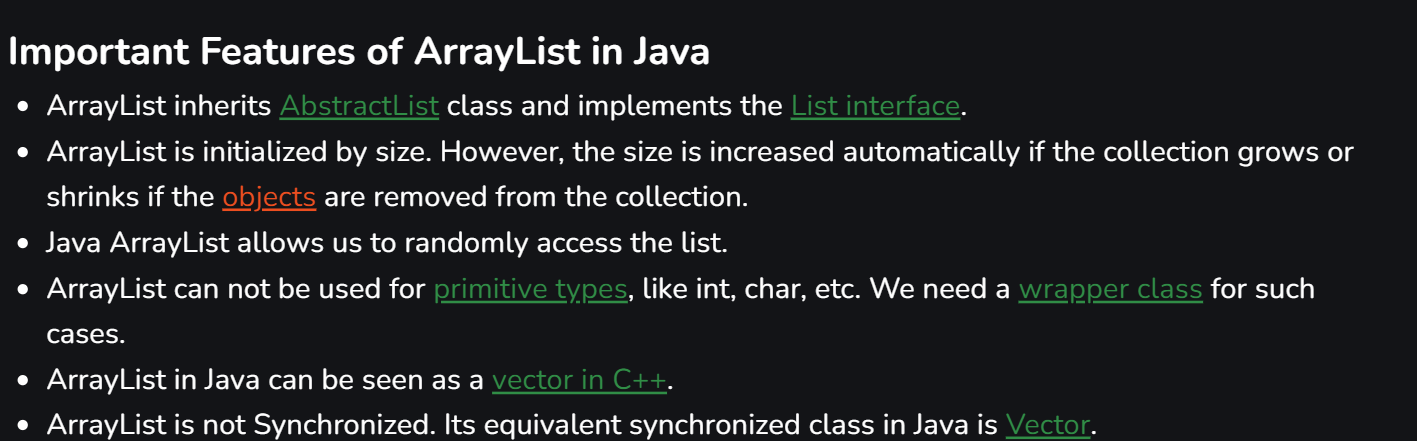 Important Features of ArrayList in Java
• ArrayList inherits AbstractList class and implements the List interface.
• ArrayList is initialized by size. However, the size is increased automatically if the collection grows or
shrinks if the objects are removed from the collection.
• Java ArrayList allows us to randomly access the list.
• ArrayList can not be used for primitive types, like int, char, etc. We need a wrapper class for such
cases.
• ArrayList in Java can be seen as a vector in C++.
• ArrayList is not Synchronized. Its equivalent synchronized class in Java is Vector.